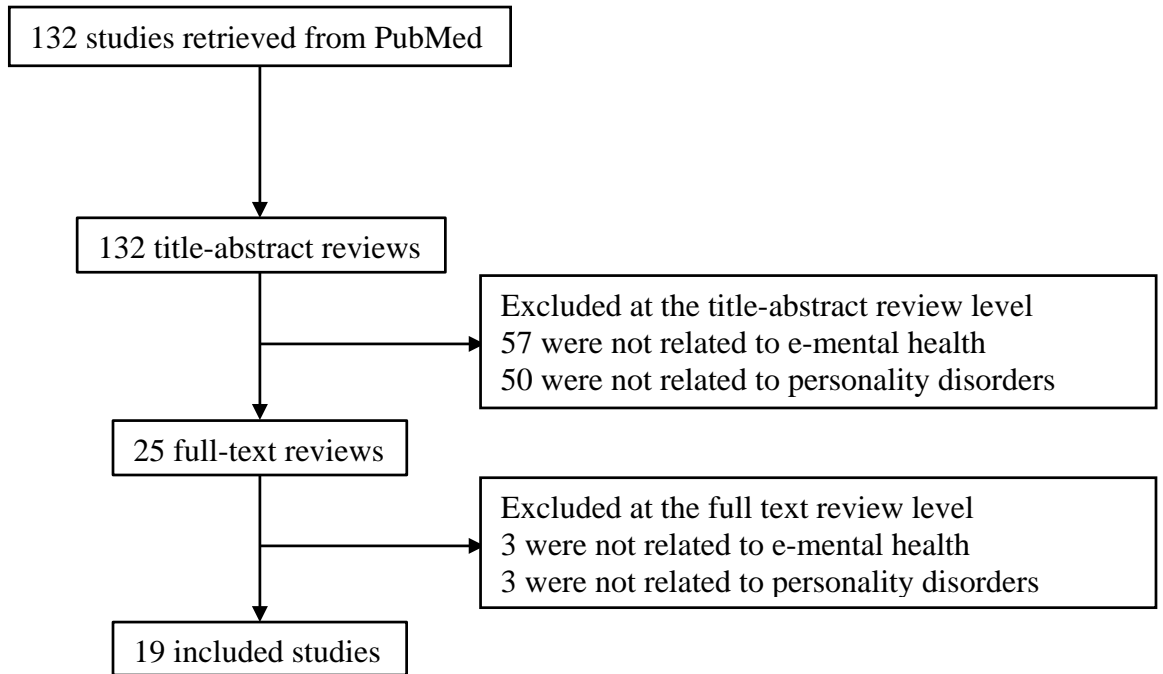 132 studies retrieved from PubMed
132 title-abstract reviews
Excluded at the title-abstract review level
57 were not related to e-mental health
50 were not related to personality disorders
25 full-text reviews
Excluded at the full text review level
3 were not related to e-mental health
3 were not related to personality disorders
19 included studies